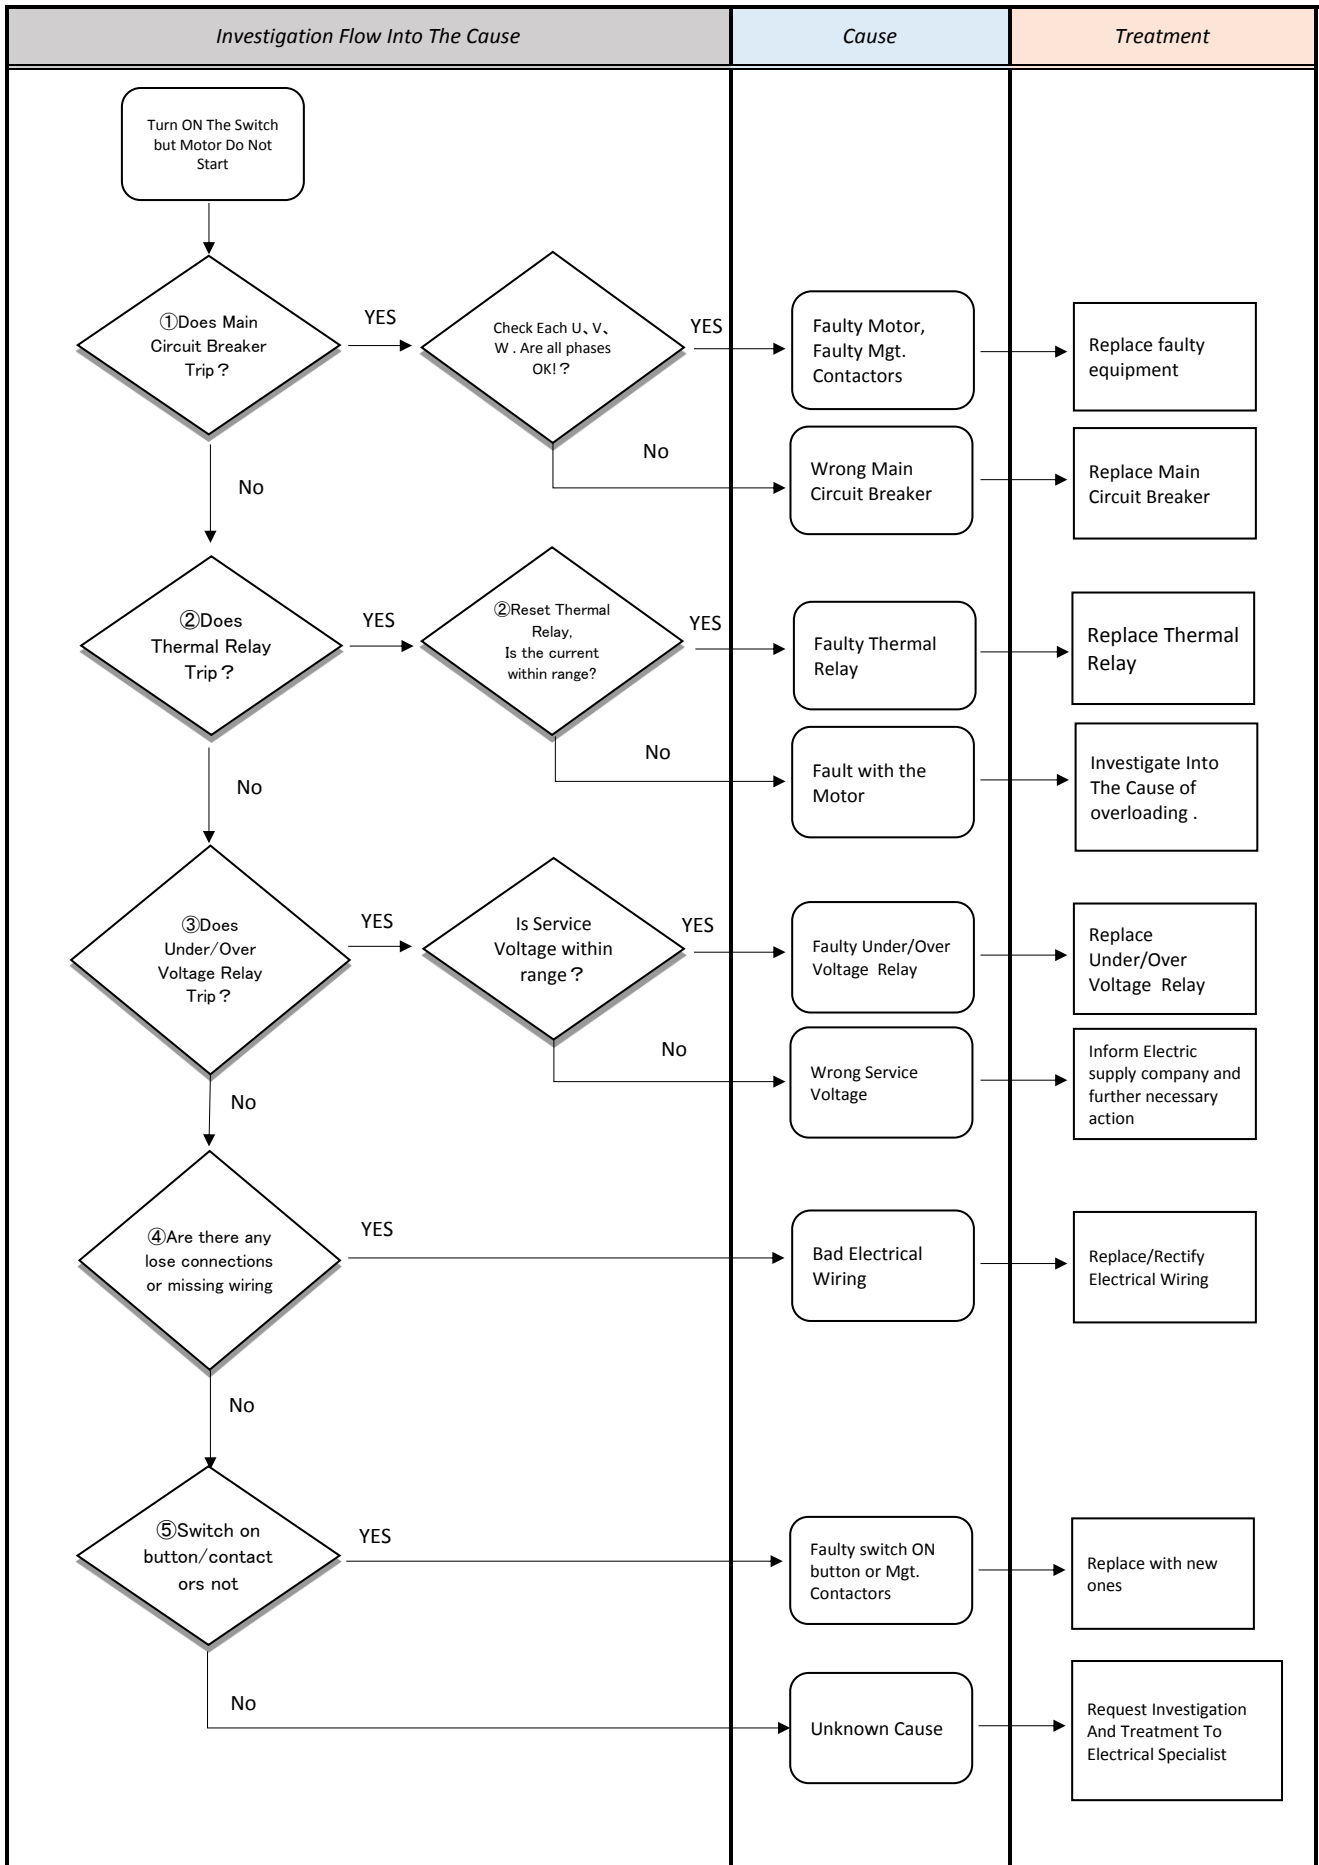 Investigation Flow Into The Cause
Cause
Treatment
Turn ON The Switch
but Motor Do Not
Start
①Does Main
Circuit Breaker
Trip？
YES
Check Each U、V、
W . Are all phases
OK!？
YES
Faulty Motor,
Faulty Mgt.
Contactors
Replace faulty
equipment
No
Wrong Main
Circuit Breaker
Replace Main
Circuit Breaker
No
②Does
Thermal Relay
Trip？
YES
②Reset Thermal
Relay,
Is the current
within range?
YES
Faulty Thermal
Relay
Replace Thermal
Relay
No
Fault with the
Motor
Investigate Into
The Cause of
overloading .
No
③Does
Under/Over
Voltage Relay
Trip？
YES
Is Service
Voltage within
range？
YES
Faulty Under/Over
Voltage Relay
Replace
Under/Over
Voltage Relay
No
Wrong Service
Voltage
Inform Electric
supply company and
further necessary
action
No
④Are there any
lose connections
or missing wiring
YES
Bad Electrical
Wiring
Replace/Rectify
Electrical Wiring
No
⑤Switch on
button/contact
ors not
YES
Faulty switch ON
button or Mgt.
Contactors
Replace with new
ones
No
Unknown Cause
Request Investigation
And Treatment To
Electrical Specialist